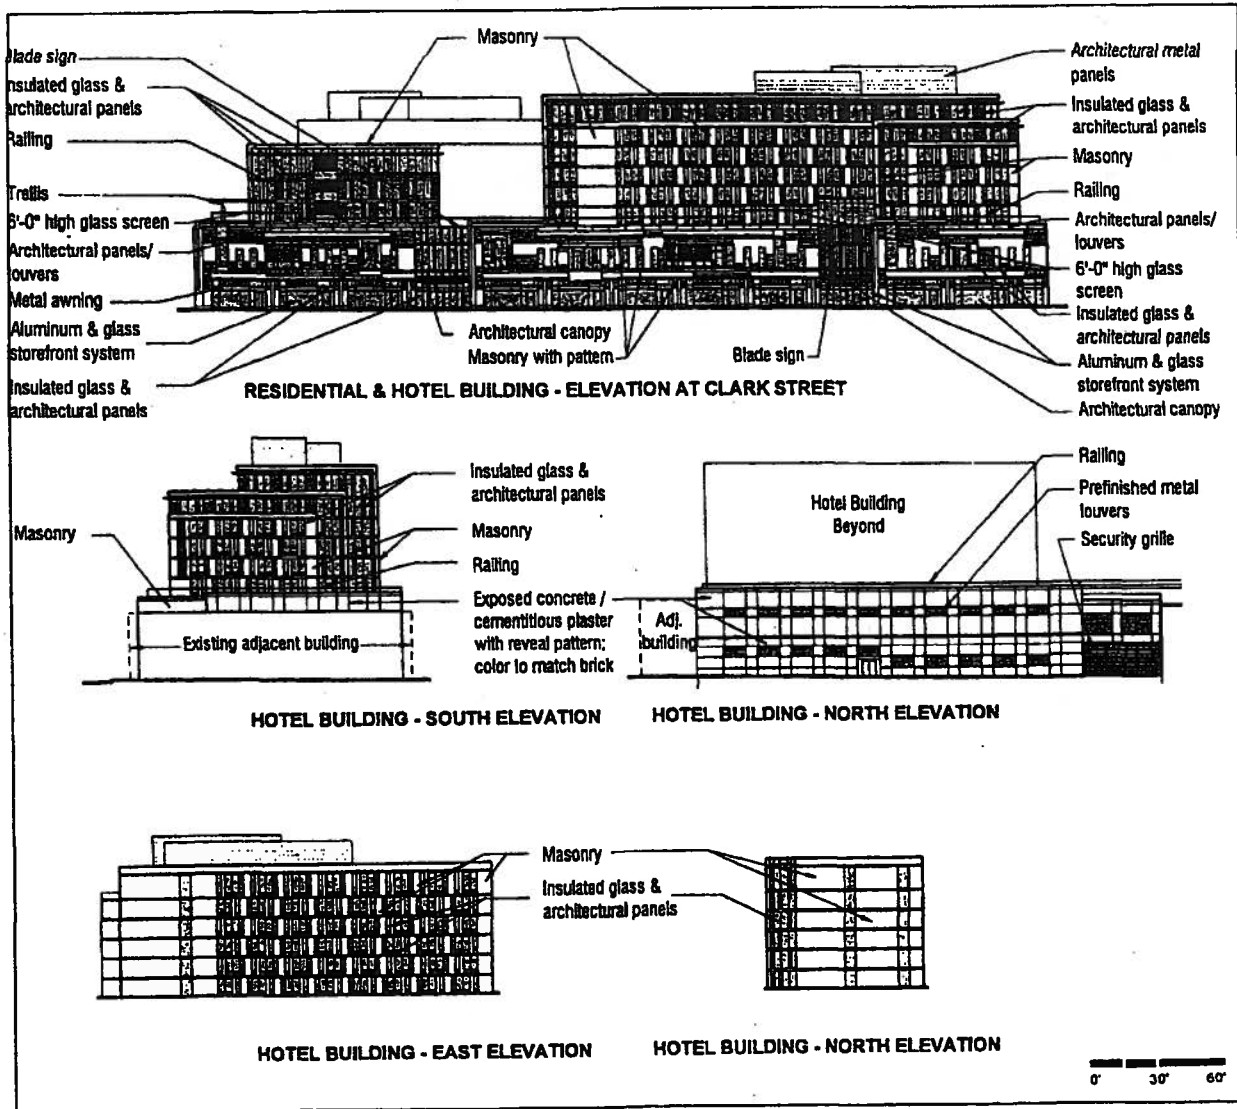 Masonry
Blade sign
Insulated glass &
architectural panels
Railing
Trellis
6'-0" high glass screen
Architectural panels/
louvers
Metal awning
Aluminum & glass
storefront system
Insulated glass &
architectural panels
Architectural canopy
Masonry with pattern
Blade sign
Architectural metal
panels
Insulated glass &
architectural panels
Masonry
Railing
Architectural panels/
louvers
6'-0" high glass
screen
Insulated glass &
architectural panels
Aluminum & glass
storefront system
Architectural canopy
RESIDENTIAL & HOTEL BUILDING - ELEVATION AT CLARK STREET
Masonry
Insulated glass &
architectural panels
Masonry
Railing
Exposed concrete /
cementitious plaster
with reveal pattern;
color to match brick
Existing adjacent building
HOTEL BUILDING - SOUTH ELEVATION
Hotel Building
Beyond
Adj.
building
Railing
Prefinished metal
louvers
Security grille
HOTEL BUILDING - NORTH ELEVATION
Masonry
Insulated glass &
architectural panels
HOTEL BUILDING - EAST ELEVATION
HOTEL BUILDING - NORTH ELEVATION
0' 30' 60'